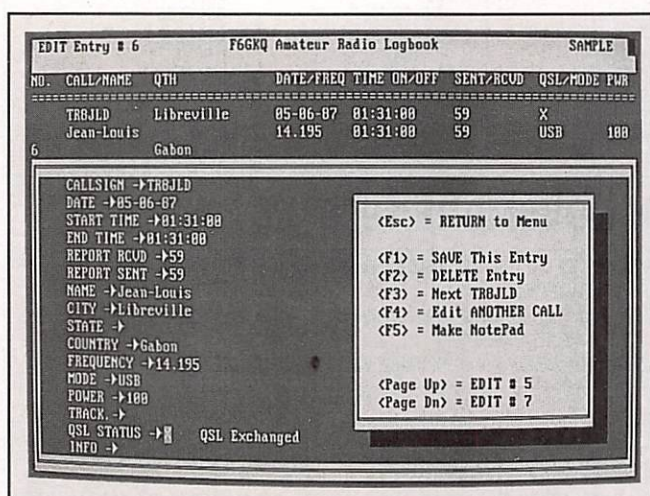 EDIT Entry # 6 F6GKQ Amateur Radio Logbook SAMPLE
NO. CALL/NAME QTH DATE/FREQ TIME ON/OFF SENT/RCVD QSL/MODE PWR
TR8JLD Libreville 05-06-87 01:31:00 59 X
Jean-Louis 14.195 01:31:00 59 USB 100
6 Gabon
CALLSIGN →TR8JLD
DATE →05-06-87
START TIME →01:31:00
END TIME →01:31:00
REPORT RCVD →59
REPORT SENT →59
NAME →Jean-Louis
CITY →Libreville
STATE →
COUNTRY →Gabon
FREQUENCY →14.195
MODE →USB
POWER →100
TRACK. →
QSL STATUS → QSL Exchanged
INFO →
<Esc> = RETURN to Menu
<F1> = SAVE This Entry
<F2> = DELETE Entry
<F3> = Next TR8JLD
<F4> = Edit ANOTHER CALL
<F5> = Make NotePad
<Page Up> = EDIT # 5
<Page Dn> = EDIT # 7